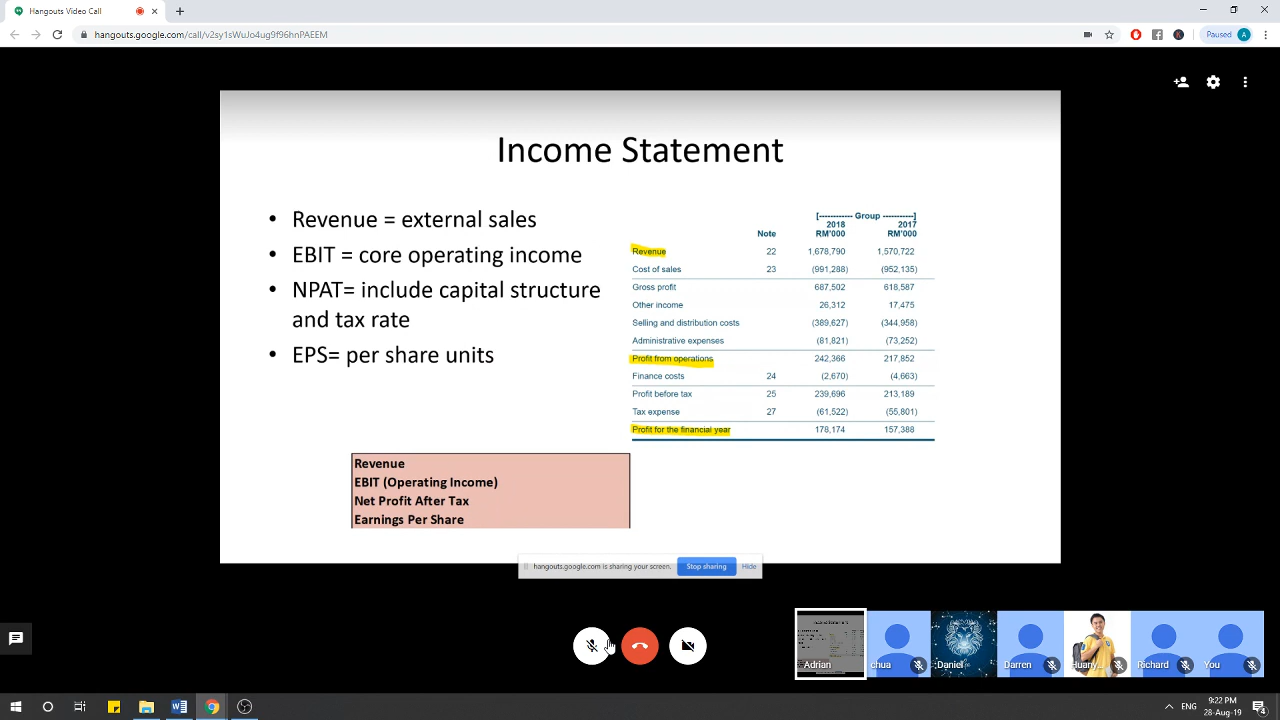 Hangouts Video Call
hangouts.google.com/call/v2sy1sWuJo4ug9f96hnPAEEM
Paused
A
Income Statement
• Revenue = external sales
• EBIT = core operating income
• NPAT= include capital structure
and tax rate
• EPS= per share units
[------------ Group -----------]
2018 2017
Note RM'000 RM'000
Revenue 22 1,678,790 1,570,722
Cost of sales 23 (991,288) (952,135)
Gross profit 687,502 618,587
Other income 26,312 17,475
Selling and distribution costs (389,627) (344,958)
Administrative expenses (81,821) (73,252)
Profit from operations 242,366 217,852
Finance costs 24 (2,670) (4,663)
Profit before tax 25 239,696 213,189
Tax expense 27 (61,522) (55,801)
Profit for the financial year 178,174 157,388
Revenue
EBIT (Operating Income)
Net Profit After Tax
Earnings Per Share
hangouts.google.com is sharing your screen. Stop sharing Hide
Adrian chua Daniel Darren Huany... Richard You
ENG
9:22 PM
28-Aug-19